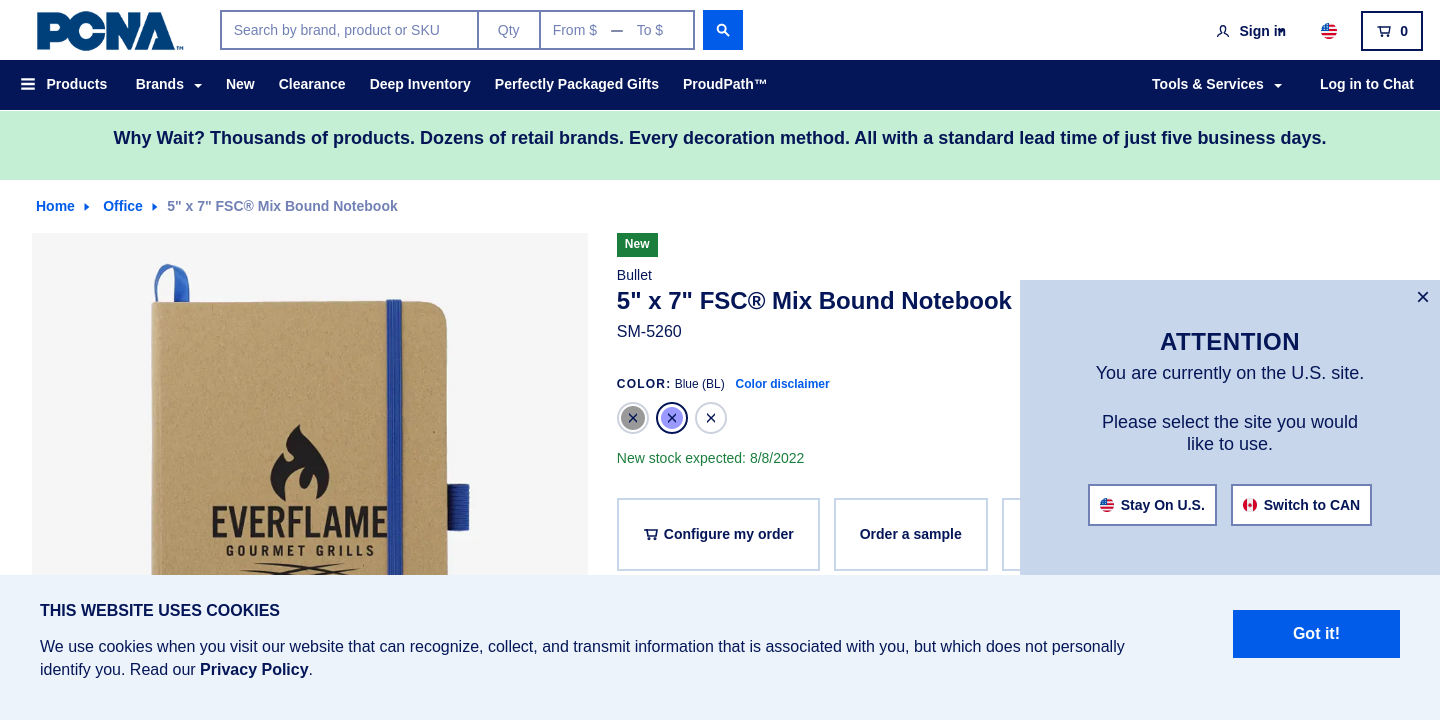 PCNA™
Search by brand, product or SKU Qty From $ — To $
Sign in
0
Products Brands New Clearance Deep Inventory Perfectly Packaged Gifts ProudPath™ Tools & Services Log in to Chat
Why Wait? Thousands of products. Dozens of retail brands. Every decoration method. All with a standard lead time of just five business days.
Home Office 5" x 7" FSC® Mix Bound Notebook
EVERFLAME
GOURMET GRILLS
New
Bullet
5" x 7" FSC® Mix Bound Notebook
SM-5260
COLOR: Blue (BL) Color disclaimer
New stock expected: 8/8/2022
Configure my order Order a sample
×
ATTENTION
You are currently on the U.S. site.
Please select the site you would
like to use.
Stay On U.S. Switch to CAN
THIS WEBSITE USES COOKIES
We use cookies when you visit our website that can recognize, collect, and transmit information that is associated with you, but which does not personally
identify you. Read our Privacy Policy.
Got it!